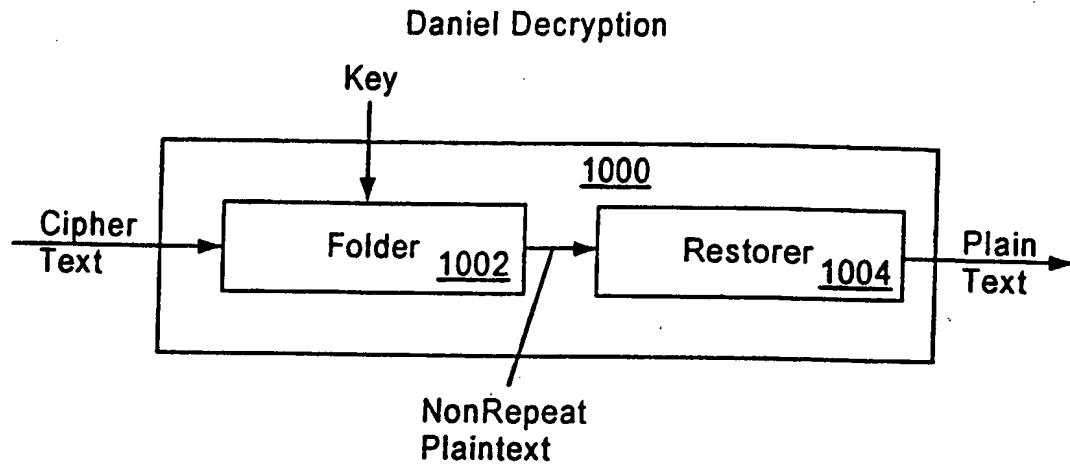 Daniel Decryption
Key
1000
Cipher
Text
Folder
1002
Restorer
1004
Plain
Text
NonRepeat
Plaintext